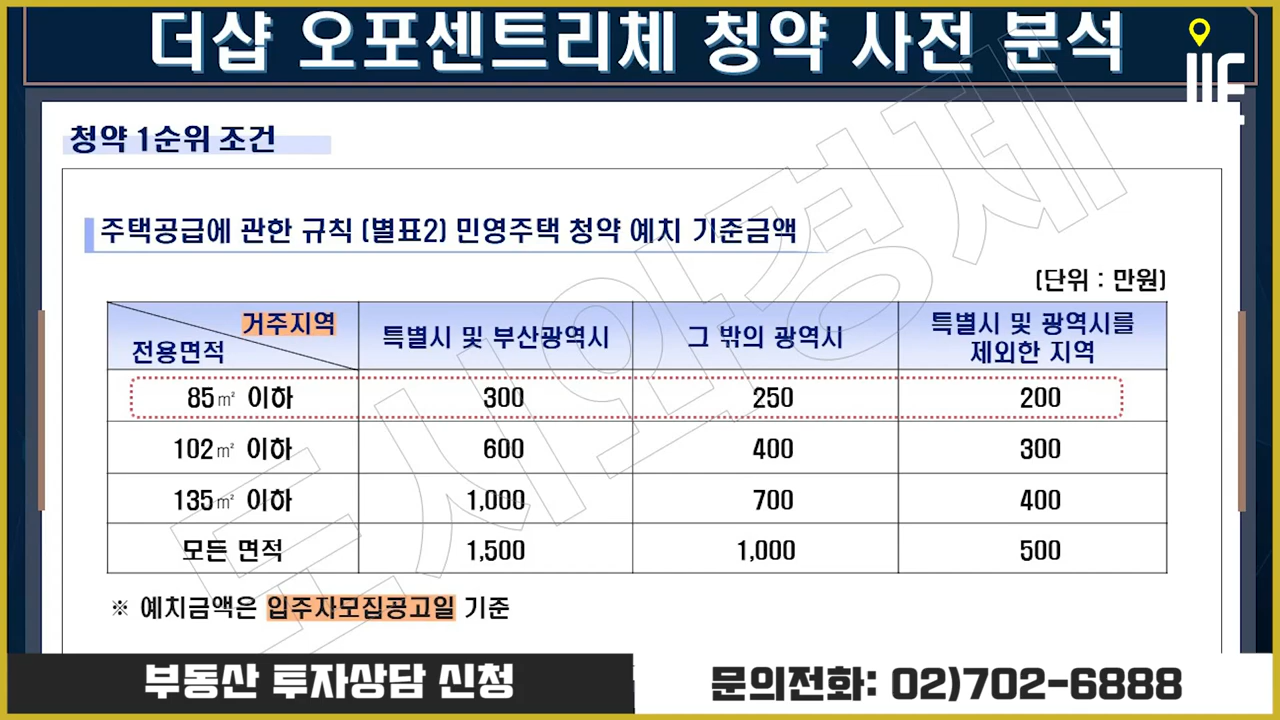 더샵 오포센트리체 청약 사전 분석
청약 1순위 조건
주택공급에 관한 규칙 (별표2) 민영주택 청약 예치 기준금액
(단위 : 만원)
거주지역
전용면적
특별시 및 부산광역시
그 밖의 광역시
특별시 및 광역시를
제외한 지역
85㎡ 이하 300 250 200
102㎡ 이하 600 400 300
135㎡ 이하 1,000 700 400
모든 면적 1,500 1,000 500
※ 예치금액은 입주자모집공고일 기준
도시와경제
부동산 투자상담 신청
문의전화: 02)702-6888